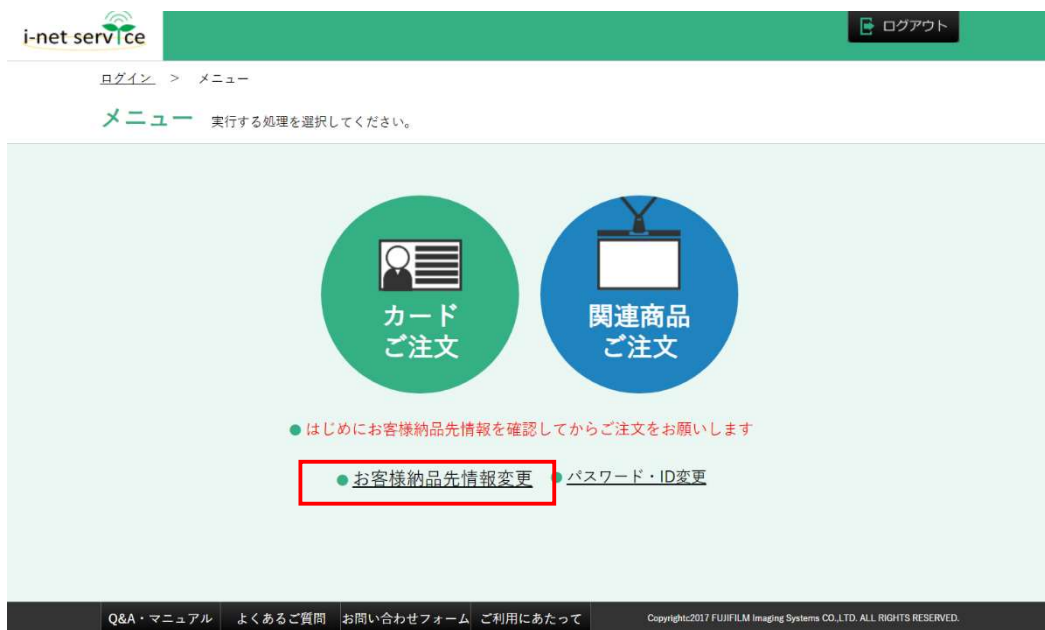 i-net service
ログアウト
ログイン > メニュー
メニュー 実行する処理を選択してください。
カード
ご注文
関連商品
ご注文
はじめにお客様納品先情報を確認してからご注文をお願いします
お客様納品先情報変更 パスワード・ID変更
Q&A・マニュアル よくあるご質問 お問い合わせフォーム ご利用にあたって Copyrightc2017 FUJIFILM Imaging Systems CO.,LTD. ALL RIGHTS RESERVED.